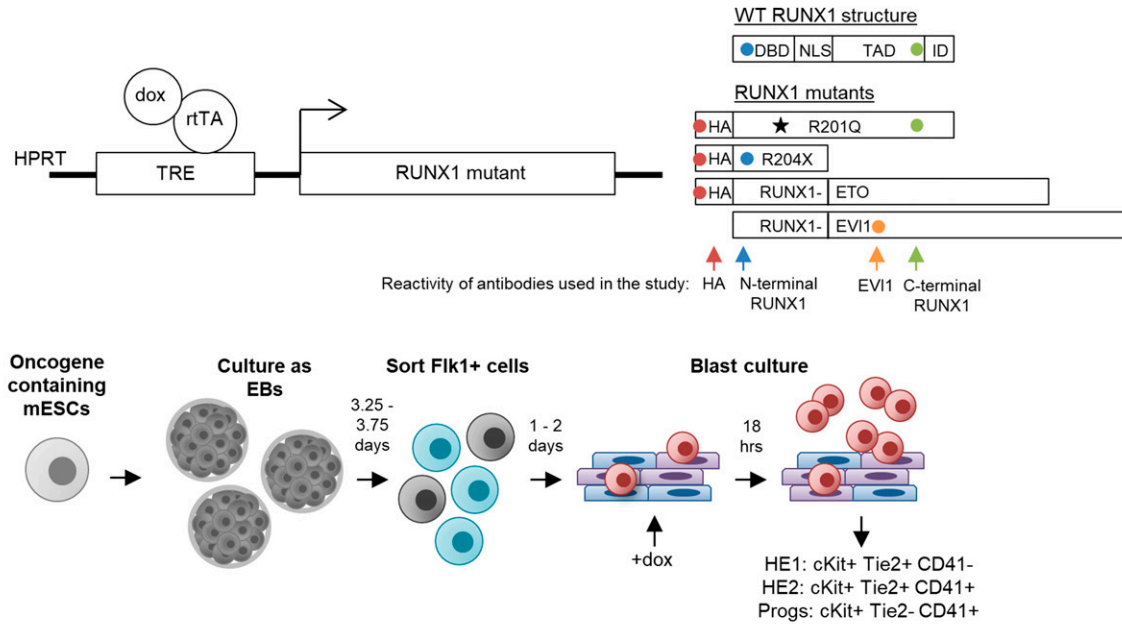 WT RUNX1 structure
DBD NLS TAD ID
RUNX1 mutants
HA R201Q
HA R204X
HA RUNX1- ETO
RUNX1- EVI1
Reactivity of antibodies used in the study: HA N-terminal RUNX1 EVI1 C-terminal RUNX1
dox
rtTA
HPRT
TRE
RUNX1 mutant
Oncogene
containing
mESCs
Culture as
EBs
3.25 -
3.75
days
Sort Flk1+ cells
1 - 2
days
Blast culture
18
hrs
+dox
HE1: cKit+ Tie2+ CD41-
HE2: cKit+ Tie2+ CD41+
Progs: cKit+ Tie2- CD41+